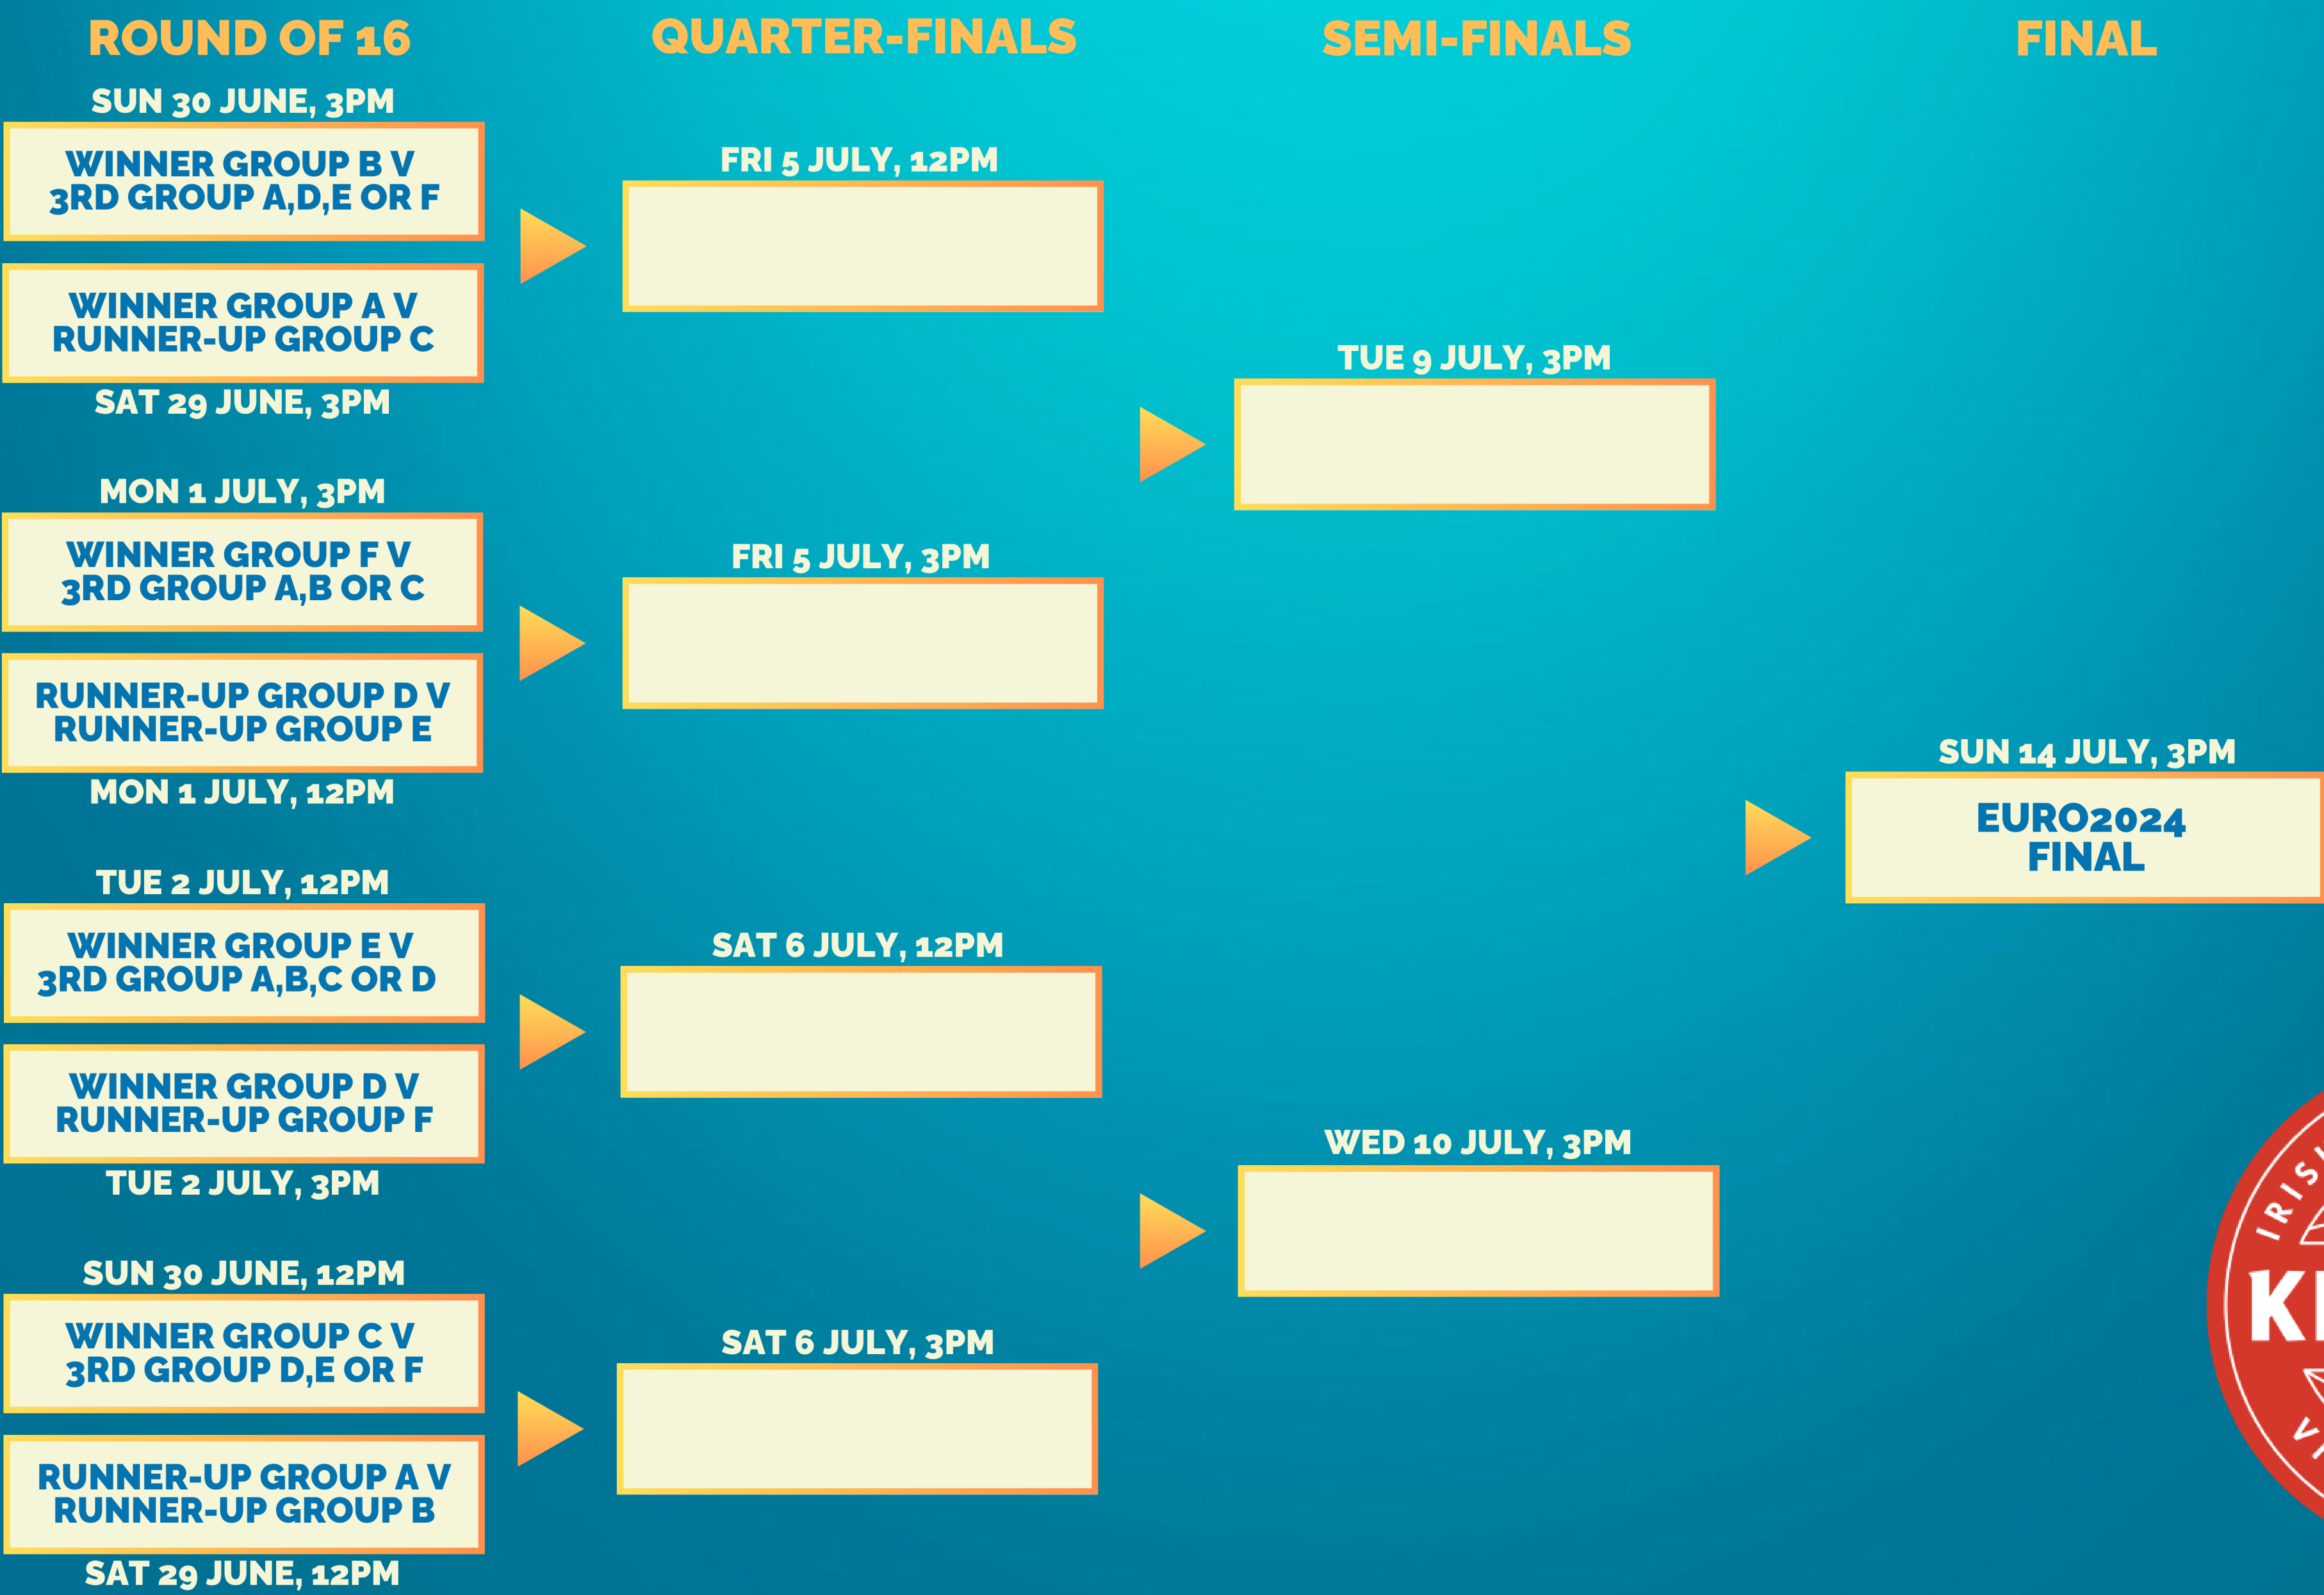 ROUND OF 16
SUN 30 JUNE, 3PM
WINNER GROUP B V
3RD GROUP A,D,E OR F
WINNER GROUP A V
RUNNER-UP GROUP C
SAT 29 JUNE, 3PM
MON 1 JULY, 3PM
WINNER GROUP F V
3RD GROUP A,B OR C
RUNNER-UP GROUP D V
RUNNER-UP GROUP E
MON 1 JULY, 12PM
TUE 2 JULY, 12PM
WINNER GROUP E V
3RD GROUP A,B,C OR D
WINNER GROUP D V
RUNNER-UP GROUP F
TUE 2 JULY, 3PM
SUN 30 JUNE, 12PM
WINNER GROUP C V
3RD GROUP D,E OR F
RUNNER-UP GROUP A V
RUNNER-UP GROUP B
SAT 29 JUNE, 12PM
QUARTER-FINALS
FRI 5 JULY, 12PM
FRI 5 JULY, 3PM
SAT 6 JULY, 12PM
SAT 6 JULY, 3PM
SEMI-FINALS
TUE 9 JULY, 3PM
WED 10 JULY, 3PM
FINAL
SUN 14 JULY, 3PM
EURO2024
FINAL